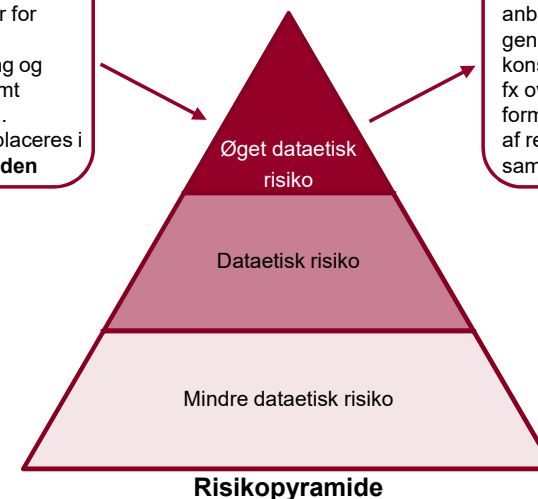 r for
g og
mt
.
placeres i
den
Øget dataetisk
risiko
Dataetisk risiko
Mindre dataetisk risiko
Risikopyramide
anb
gen
kons
fx ov
form
af re
sam